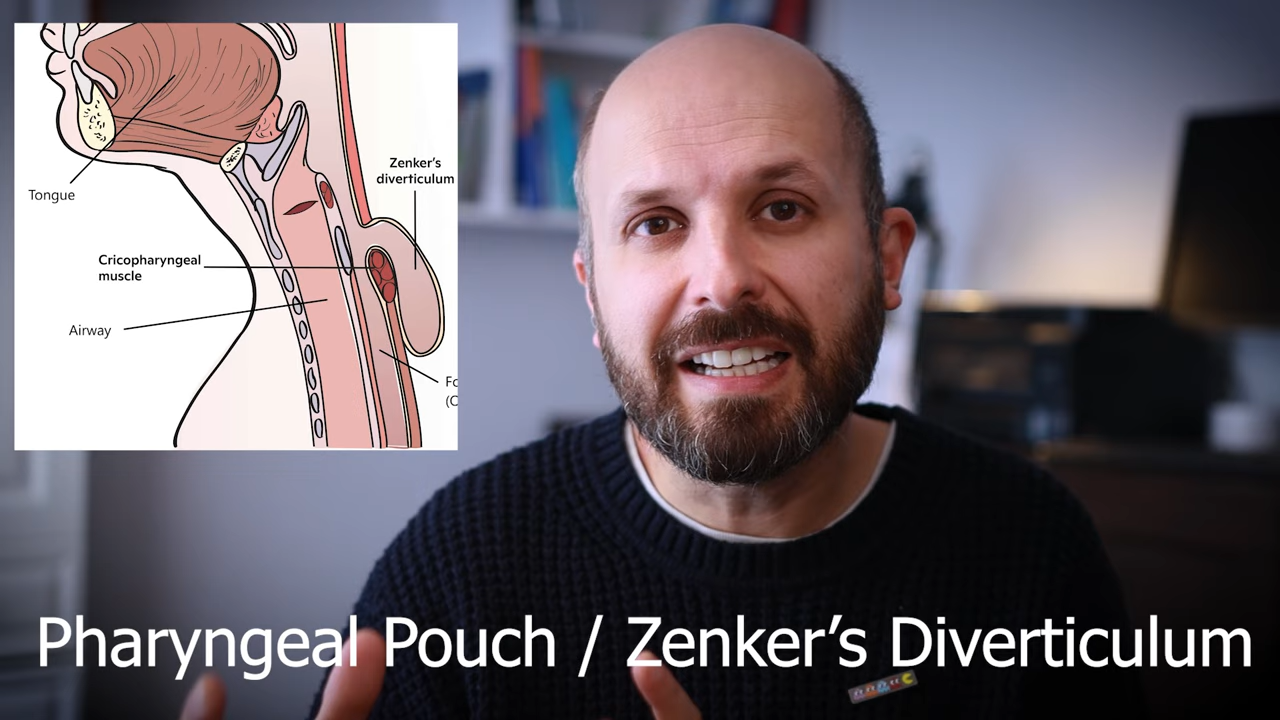 Zenker's
diverticulum
Tongue
Cricopharyngeal
muscle
Airway
Pharyngeal Pouch / Zenker's Diverticulum